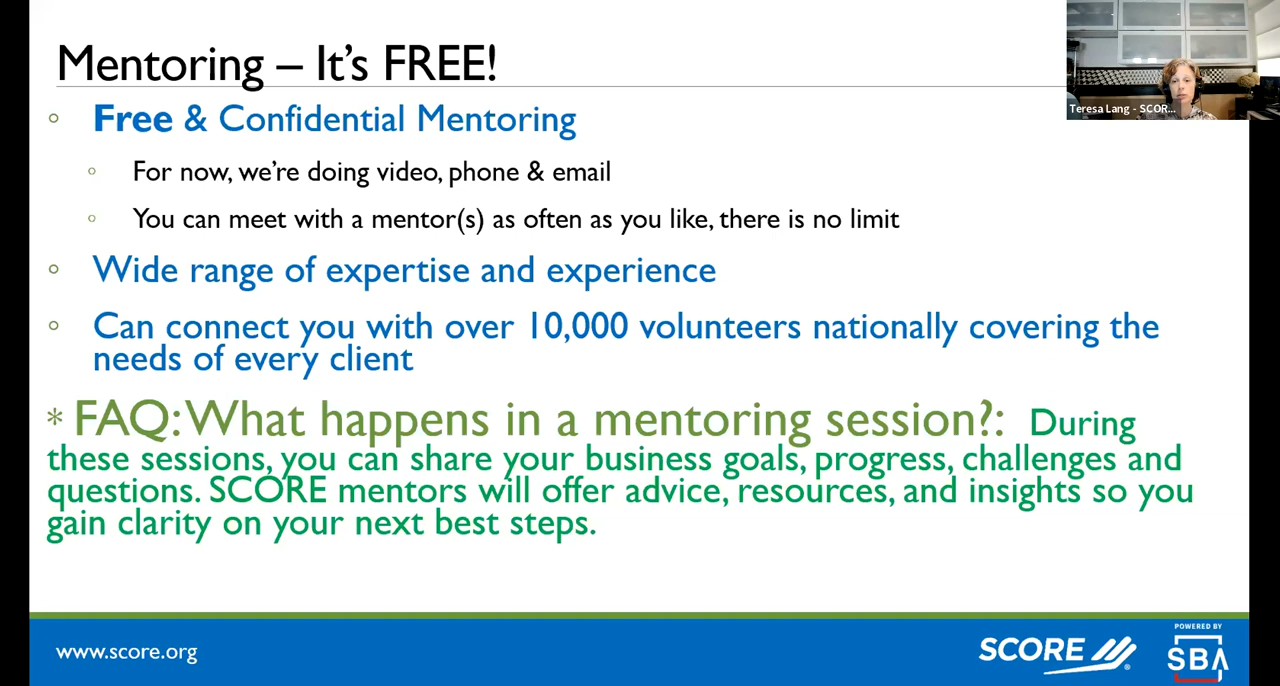 Mentoring – It's FREE!
Teresa Lang - SCOR...
Free & Confidential Mentoring
For now, we're doing video, phone & email
You can meet with a mentor(s) as often as you like, there is no limit
Wide range of expertise and experience
Can connect you with over 10,000 volunteers nationally covering the
needs of every client
* FAQ: What happens in a mentoring session?: During
these sessions, you can share your business goals, progress, challenges and
questions. SCORE mentors will offer advice, resources, and insights so you
gain clarity on your next best steps.
www.score.org
SCORE
POWERED BY
SBA